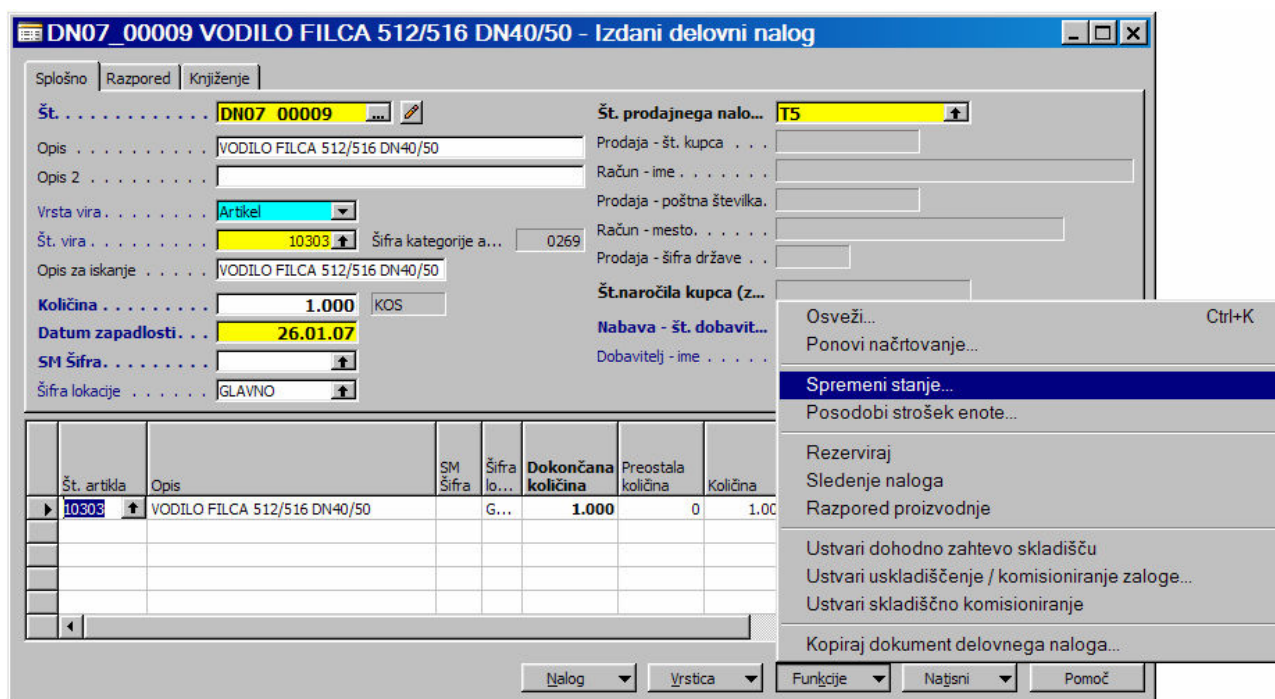 DN07_00009 VODILO FILCA 512/516 DN40/50 - Izdani delovni nalog
Splošno Razpored Knjiženje
Št. . . . . . . . . . . . . . DN07_00009 ...
Opis . . . . . . . . . . VODILO FILCA 512/516 DN40/50
Opis 2 . . . . . . . . .
Vrsta vira . . . . . . . . Artikel
Št. vira . . . . . . . . . 10303 Šifra kategorije a... 0269
Opis za iskanje . . . . . VODILO FILCA 512/516 DN40/50
Količina . . . . . . . . . 1.000 KOS
Datum zapadlosti. . . 26.01.07
SM Šifra. . . . . . . . .
Šifra lokacije . . . . . . GLAVNO
Št. prodajnega nalo... T5
Prodaja - št. kupca . . .
Račun - ime . . . . . . .
Prodaja - poštna številka.
Račun - mesto. . . . . .
Prodaja - šifra države . .
Št.naročila kupca (z...
Nabava - št. dobavit...
Dobavitelj - ime . . . . .
Št. artikla Opis SM Šifra Šifra lo... Dokončana količina Preostala količina Količina
10303 VODILO FILCA 512/516 DN40/50 G... 1.000 0 1.00
Osveži... Ctrl+K
Ponovi načrtovanje...
Spremeni stanje...
Posodobi strošek enote...
Rezerviraj
Sledenje naloga
Razpored proizvodnje
Ustvari dohodno zahtevo skladišču
Ustvari uskladiščenje / komisioniranje zaloge...
Ustvari skladiščno komisioniranje
Kopiraj dokument delovnega naloga...
Nalog Vrstica Funkcije Natisni Pomoč